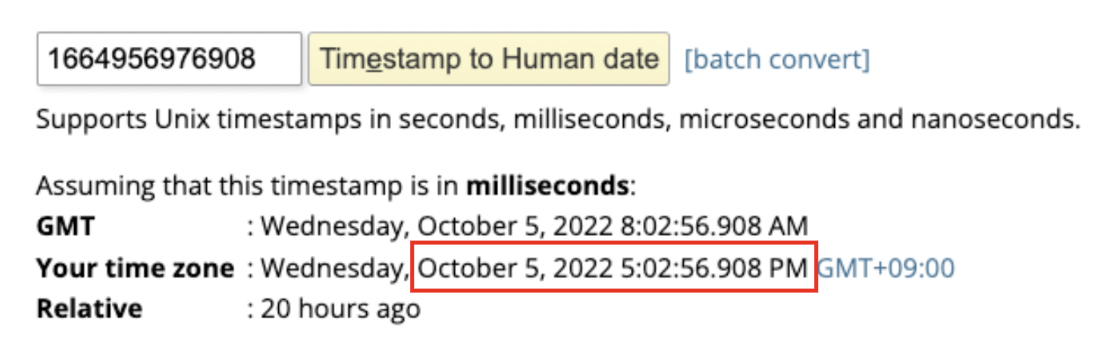 1664956976908 Timestamp to Human date [batch convert]
Supports Unix timestamps in seconds, milliseconds, microseconds and nanoseconds.
Assuming that this timestamp is in milliseconds:
GMT : Wednesday, October 5, 2022 8:02:56.908 AM
Your time zone : Wednesday, October 5, 2022 5:02:56.908 PM GMT+09:00
Relative : 20 hours ago